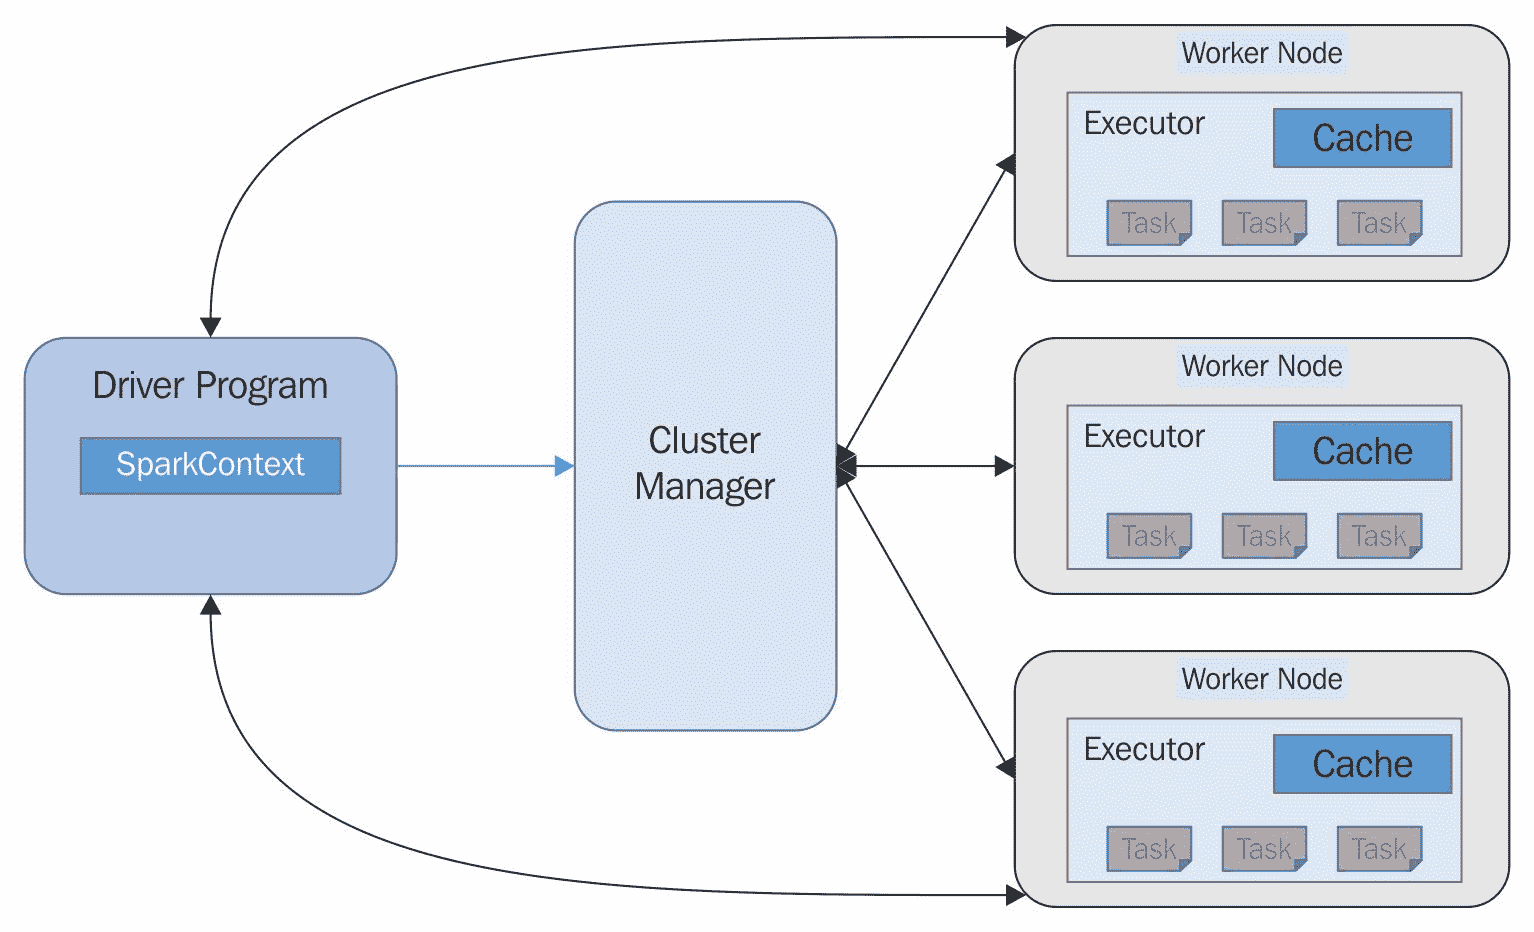 Worker Node
Executor
Cache
Task Task Task
Driver Program
SparkContext
Cluster
Manager
Worker Node
Executor
Cache
Task Task Task
Worker Node
Executor
Cache
Task Task Task